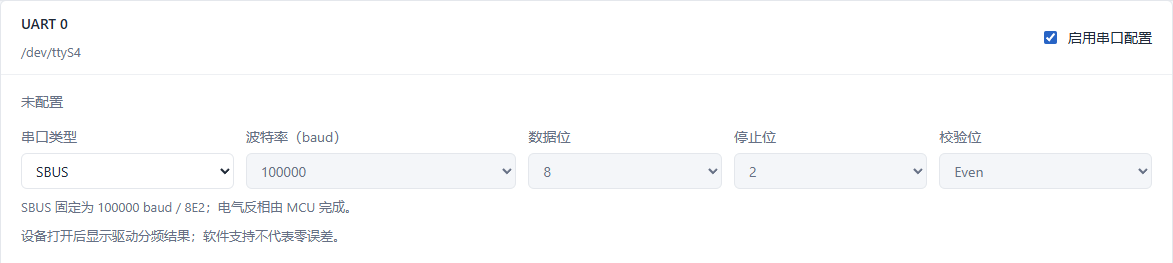 UART 0
/dev/ttyS4
启用串口配置
未配置
串口类型 波特率（baud） 数据位 停止位 校验位
SBUS 100000 8 2 Even
SBUS 固定为 100000 baud / 8E2；电气反相由 MCU 完成。
设备打开后显示驱动分频结果；软件支持不代表零误差。